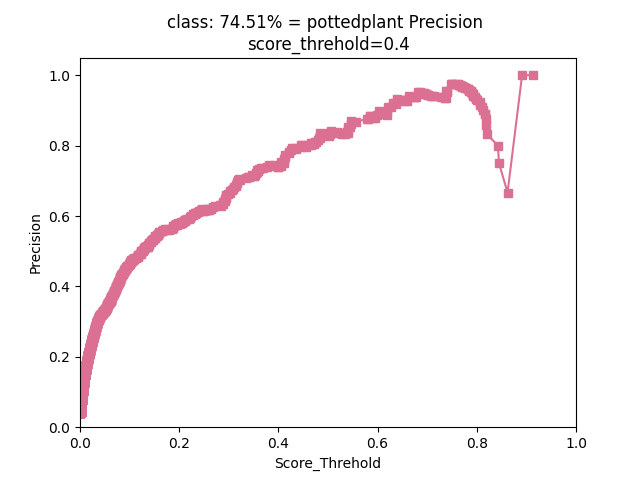 class: 74.51% = pottedplant Precision
score_threhold=0.4
Precision
1.0
0.8
0.6
0.4
0.2
0.0
0.0 0.2 0.4 0.6 0.8 1.0
Score_Threhold